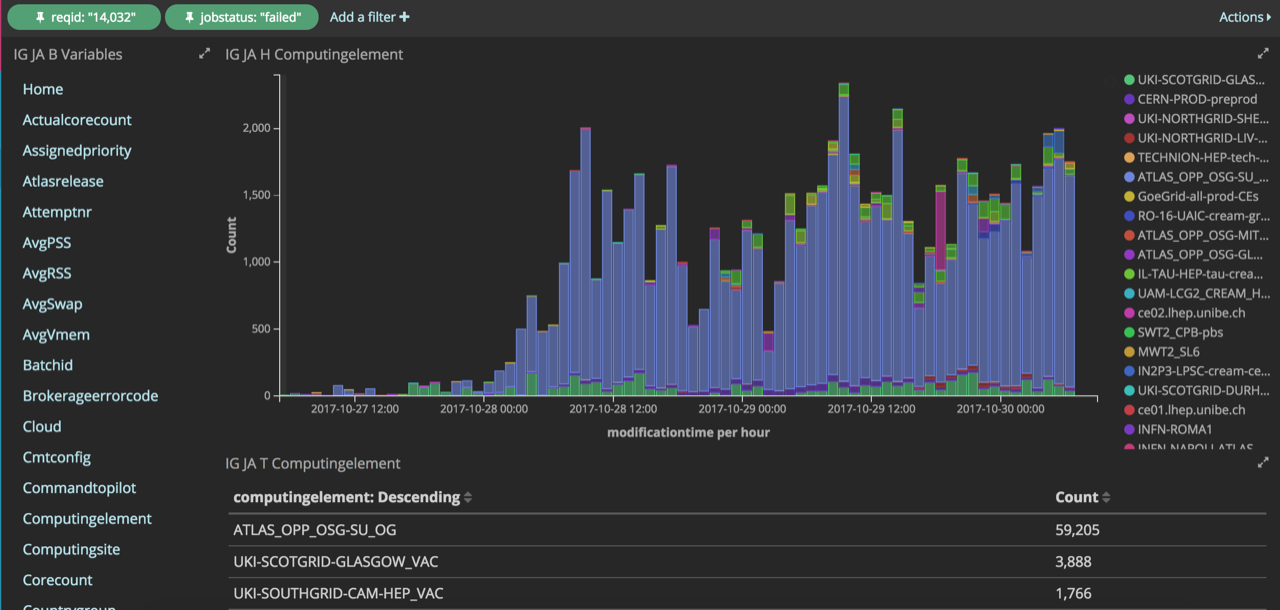 reqid: "14,032" jobstatus: "failed" Add a filter + Actions
IG JA B Variables
Home
Actualcorecount
Assignedpriority
Atlasrelease
Attemptnr
AvgPSS
AvgRSS
AvgSwap
AvgVmem
Batchid
Brokerageerrorcode
Cloud
Cmtconfig
Commandtopilot
Computingelement
Computingsite
Corecount
Countrygroup
IG JA H Computingelement
Count
2,000
1,500
1,000
500
0
2017-10-27 12:00 2017-10-28 00:00 2017-10-28 12:00 2017-10-29 00:00 2017-10-29 12:00 2017-10-30 00:00
modificationtime per hour
UKI-SCOTGRID-GLAS...
CERN-PROD-preprod
UKI-NORTHGRID-SHE...
UKI-NORTHGRID-LIV-...
TECHNION-HEP-tech-...
ATLAS_OPP_OSG-SU_...
GoeGrid-all-prod-CEs
RO-16-UAIC-cream-gr...
ATLAS_OPP_OSG-MIT...
ATLAS_OPP_OSG-GL...
IL-TAU-HEP-tau-crea...
UAM-LCG2_CREAM_H...
ce02.lhep.unibe.ch
SWT2_CPB-pbs
MWT2_SL6
IN2P3-LPSC-cream-ce...
UKI-SCOTGRID-DURH...
ce01.lhep.unibe.ch
INFN-ROMA1
INFN-NAPOLI-ATLAS
IG JA T Computingelement
computingelement: Descending Count
ATLAS_OPP_OSG-SU_OG 59,205
UKI-SCOTGRID-GLASGOW_VAC 3,888
UKI-SOUTHGRID-CAM-HEP_VAC 1,766